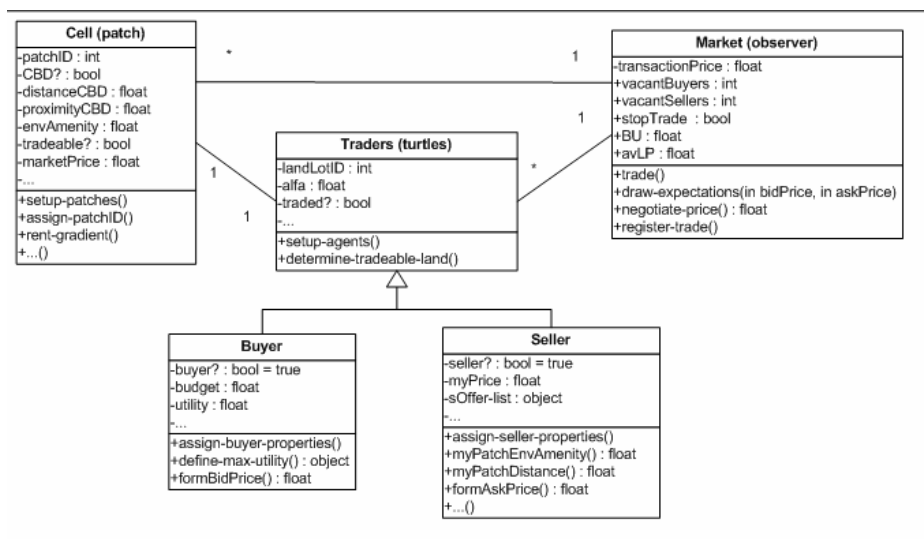 Cell (patch)
-patchID : int
-CBD? : bool
-distanceCBD : float
-proximityCBD : float
-envAmenity : float
-tradeable? : bool
-marketPrice : float
-...
+setup-patches()
+assign-patchID()
+rent-gradient()
+...()
*
1
Market (observer)
-transactionPrice : float
+vacantBuyers : int
+vacantSellers : int
+stopTrade : bool
+BU : float
+avLP : float
+trade()
+draw-expectations(in bidPrice, in askPrice)
+negotiate-price() : float
+register-trade()
1
*
1
1
Traders (turtles)
-landLotID : int
-alfa : float
-traded? : bool
-...
+setup-agents()
+determine-tradeable-land()
Buyer
-buyer? : bool = true
-budget : float
-utility : float
-...
+assign-buyer-properties()
+define-max-utility() : object
+formBidPrice() : float
Seller
-seller? : bool = true
-myPrice : float
-sOffer-list : object
-...
+assign-seller-properties()
+myPatchEnvAmenity() : float
+myPatchDistance() : float
+formAskPrice() : float
+...()